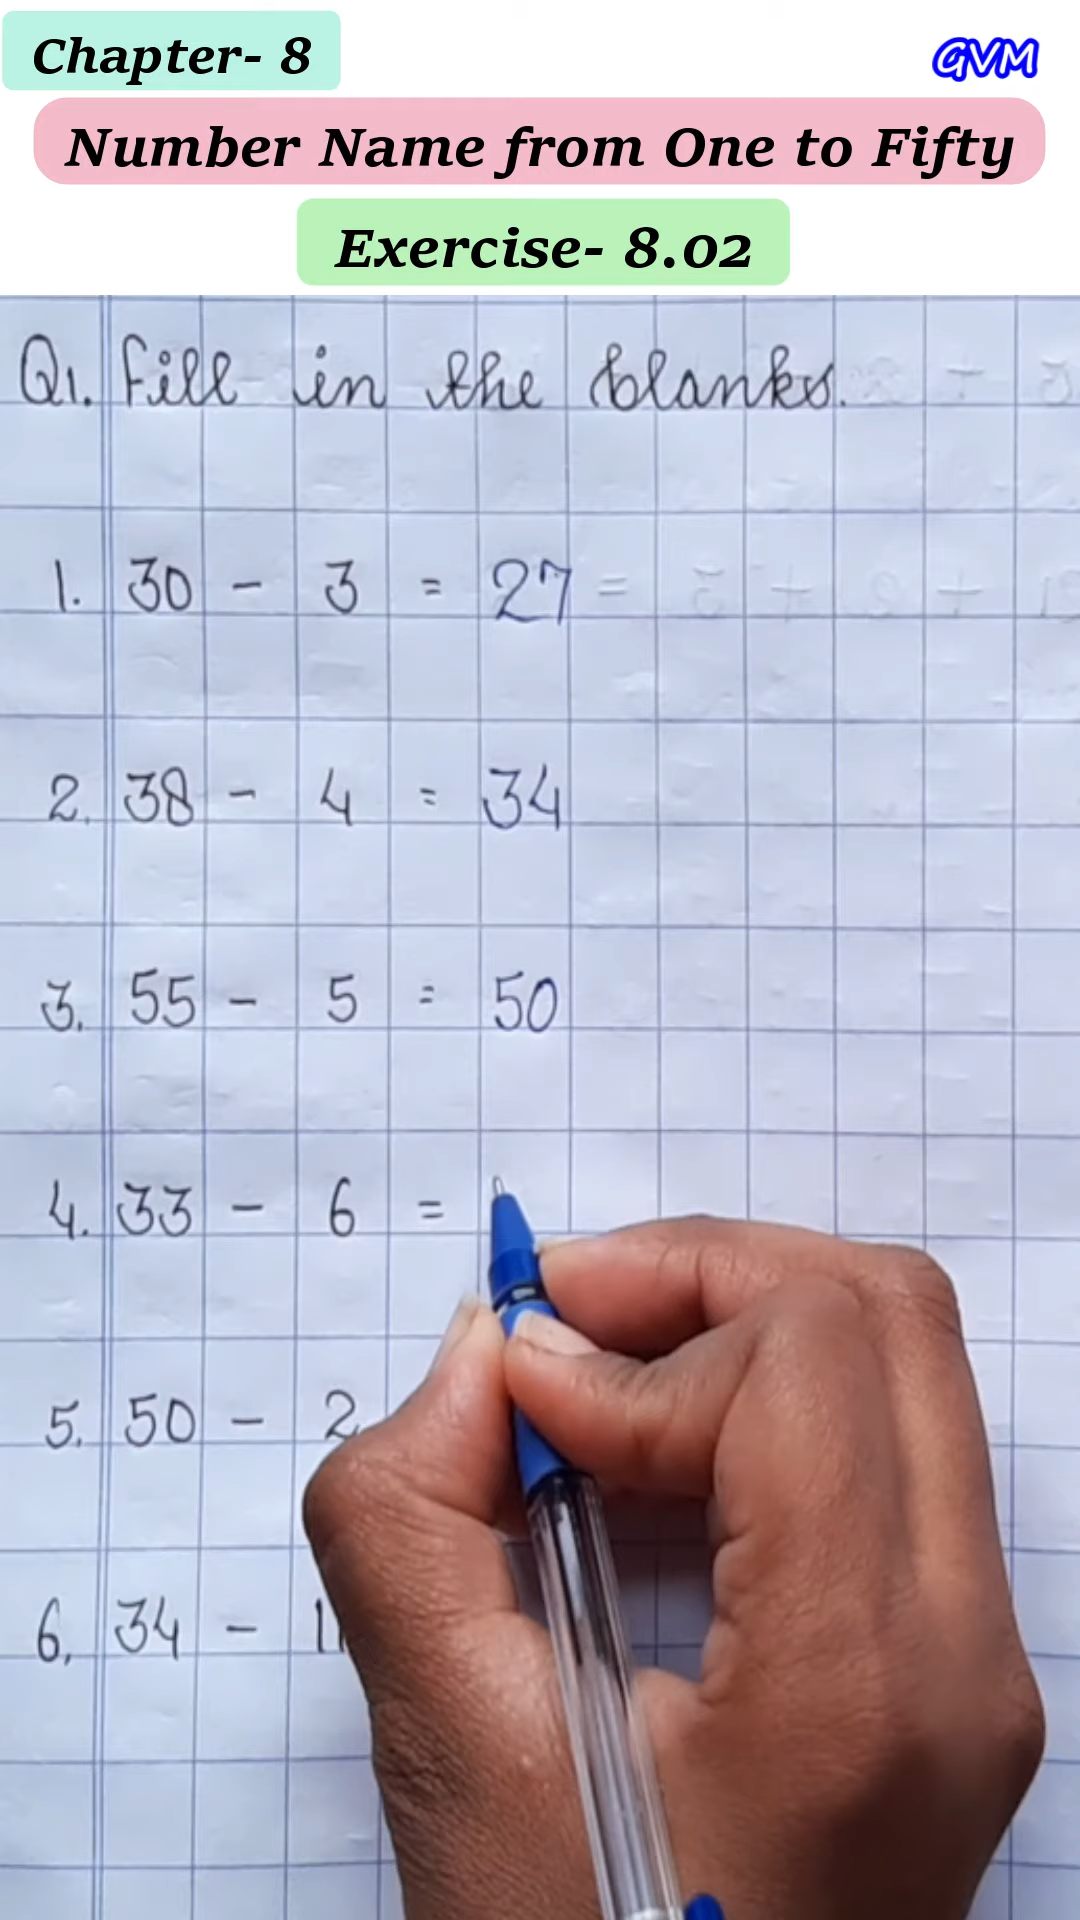 Chapter- 8
GVM
Number Name from One to Fifty
Exercise- 8.02
Q1. Fill in the blanks.
1. 30 - 3 = 27
2. 38 - 4 = 34
3. 55 - 5 = 50
4. 33 - 6 =
5. 50 - 2
6. 34 - 11